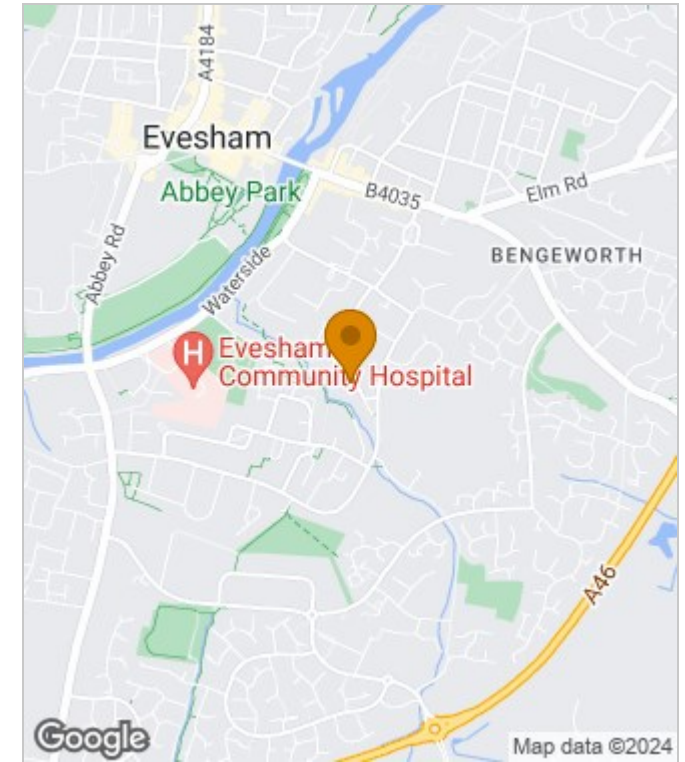 A4184
Evesham
Abbey Park
B4035
Elm Rd
BENGEWORTH
Abbey Rd
Waterside
H
Evesham
Community Hospital
A46
Google
Map data ©2024